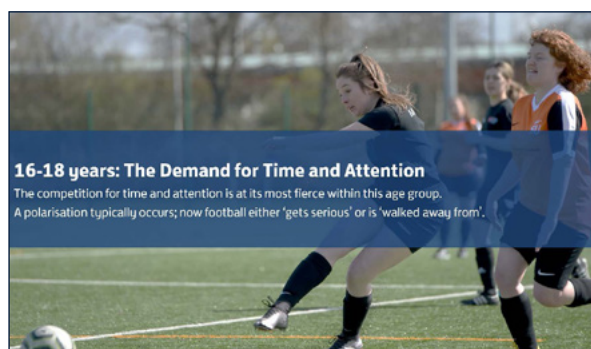 16-18 years: The Demand for Time and Attention
The competition for time and attention is at its most fierce within this age group.
A polarisation typically occurs; now football either ‘gets serious’ or is ‘walked away from’.